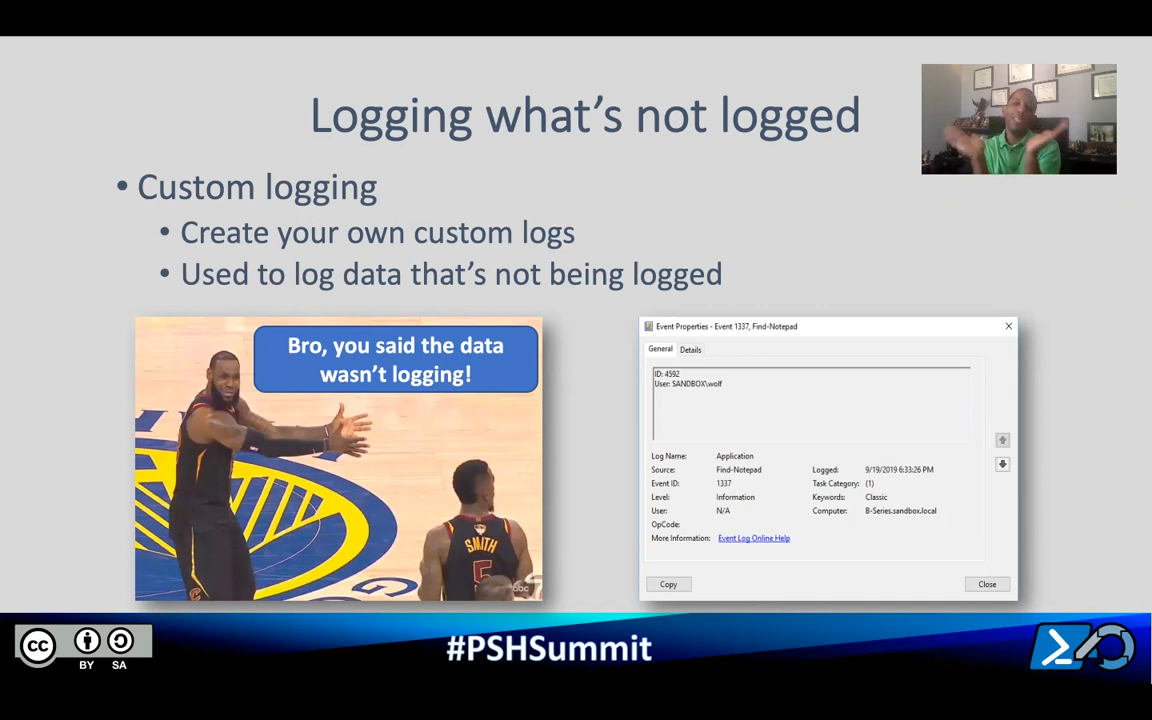 Logging what's not logged
• Custom logging
• Create your own custom logs
• Used to log data that's not being logged
Bro, you said the data
wasn't logging!
SMITH
5
abc
Event Properties - Event 1337, Find-Notepad
General Details
ID: 4592
User: SANDBOX\wolf
Log Name: Application
Source: Find-Notepad Logged: 9/19/2019 6:33:26 PM
Event ID: 1337 Task Category: (1)
Level: Information Keywords: Classic
User: N/A Computer: B-Series.sandbox.local
OpCode:
More Information: Event Log Online Help
Copy Close
cc
BY SA
#PSHSummit